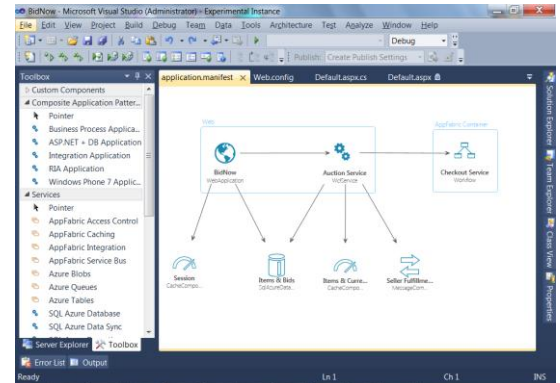 BidNow - Microsoft Visual Studio (Administrator) - Experimental Instance
File Edit View Project Build Debug Team Data Tools Architecture Test Analyze Window Help
Debug
Publish: Create Publish Settings
Toolbox
application.manifest Web.config Default.aspx.cs Default.aspx
Custom Components
Composite Application Patter...
Pointer
Business Process Applica...
ASP.NET + DB Application
Integration Application
RIA Application
Windows Phone 7 Applic...
Services
Pointer
AppFabric Access Control
AppFabric Caching
AppFabric Integration
AppFabric Service Bus
Azure Blobs
Azure Queues
Azure Tables
SQL Azure Database
SQL Azure Data Sync
Web
AppFabric Container
BidNow
WebApplication
Auction Service
WcfService
Checkout Service
Workflow
Session
CacheCompo...
Items & Bids
SqlAzureData...
Items & Curre...
CacheCompo...
Seller Fulfillme...
MessageCom...
Solution Explorer
Team Explorer
Class View
Properties
Server Explorer Toolbox
Error List Output
Ready Ln 1 Ch 1 INS